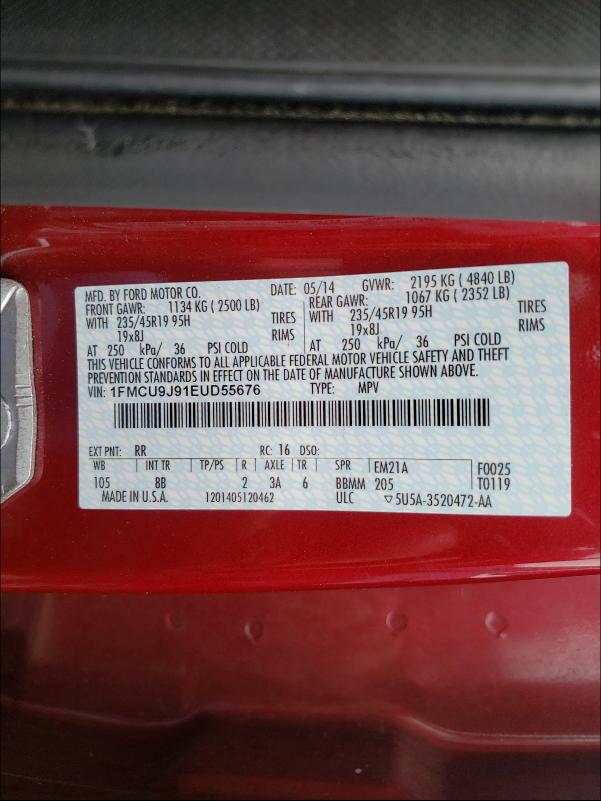 MFD. BY FORD MOTOR CO. DATE: 05/14 GVWR: 2195 KG ( 4840 LB)
FRONT GAWR: 1134 KG ( 2500 LB) REAR GAWR: 1067 KG ( 2352 LB)
WITH 235/45R19 95H TIRES WITH 235/45R19 95H TIRES
19x8J RIMS 19x8J RIMS
AT 250 kPa/ 36 PSI COLD AT 250 kPa/ 36 PSI COLD
THIS VEHICLE CONFORMS TO ALL APPLICABLE FEDERAL MOTOR VEHICLE SAFETY AND THEFT
PREVENTION STANDARDS IN EFFECT ON THE DATE OF MANUFACTURE SHOWN ABOVE.
VIN: 1FMCU9J91EUD55676 TYPE: MPV
EXT PNT: RR RC: 16 DSO:
WB INT TR TP/PS R AXLE TR SPR EM21A F0025
105 8B 2 3A 6 BBMM 205 T0119
MADE IN U.S.A. 1201405120462 ULC 5U5A-3520472-AA